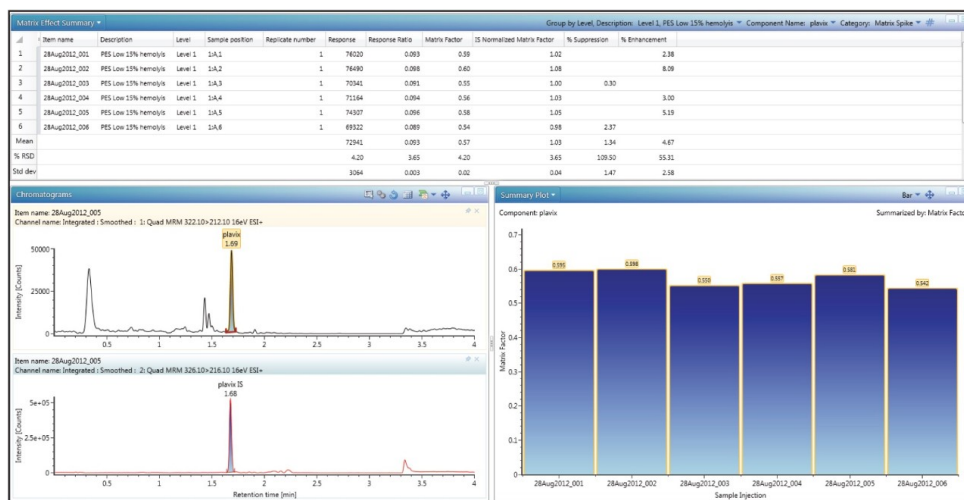 Matrix Effect Summary
Group by Level, Description: Level 1, PES Low 15% hemolyis Component Name: plavix Category: Matrix Spike
Item name Description Level Sample position Replicate number Response Response Ratio Matrix Factor IS Normalized Matrix Factor % Suppression % Enhancement
1 28Aug2012_001 PES Low 15% hemolyis Level 1 1:A,1 1 76020 0.093 0.59 1.02 2.38
2 28Aug2012_002 PES Low 15% hemolyis Level 1 1:A,2 1 76490 0.098 0.60 1.08 8.09
3 28Aug2012_003 PES Low 15% hemolyis Level 1 1:A,3 1 70341 0.091 0.55 1.00 0.30
4 28Aug2012_004 PES Low 15% hemolyis Level 1 1:A,4 1 71164 0.094 0.56 1.03 3.00
5 28Aug2012_005 PES Low 15% hemolyis Level 1 1:A,5 1 74307 0.096 0.58 1.05 5.19
6 28Aug2012_006 PES Low 15% hemolyis Level 1 1:A,6 1 69322 0.089 0.54 0.98 2.37
Mean 72941 0.093 0.57 1.03 1.34 4.67
% RSD 4.20 3.65 4.20 3.65 109.50 55.31
Std dev 3064 0.003 0.02 0.04 1.47 2.58
Chromatograms
Item name: 28Aug2012_005
Channel name: Integrated : Smoothed : 1: Quad MRM 322.10>212.10 16eV ESI+
plavix
1.69
Intensity [Counts]
50000
25000
0
0.5 1 1.5 2 2.5 3 3.5 4
Item name: 28Aug2012_005
Channel name: Integrated : Smoothed : 2: Quad MRM 326.10>216.10 16eV ESI+
plavix IS
1.68
Intensity [Counts]
5e+05
2.5e+05
0
0.5 1 1.5 2 2.5 3 3.5 4
Retention time [min]
Summary Plot
Bar
Component: plavix
Summarized by: Matrix Facto
Matrix Factor
0.7
0.6
0.5
0.4
0.3
0.2
0.1
0
0.598 0.557 0.581 0.542
28Aug2012_001 28Aug2012_002 28Aug2012_003 28Aug2012_004 28Aug2012_005 28Aug2012_006
Sample Injection